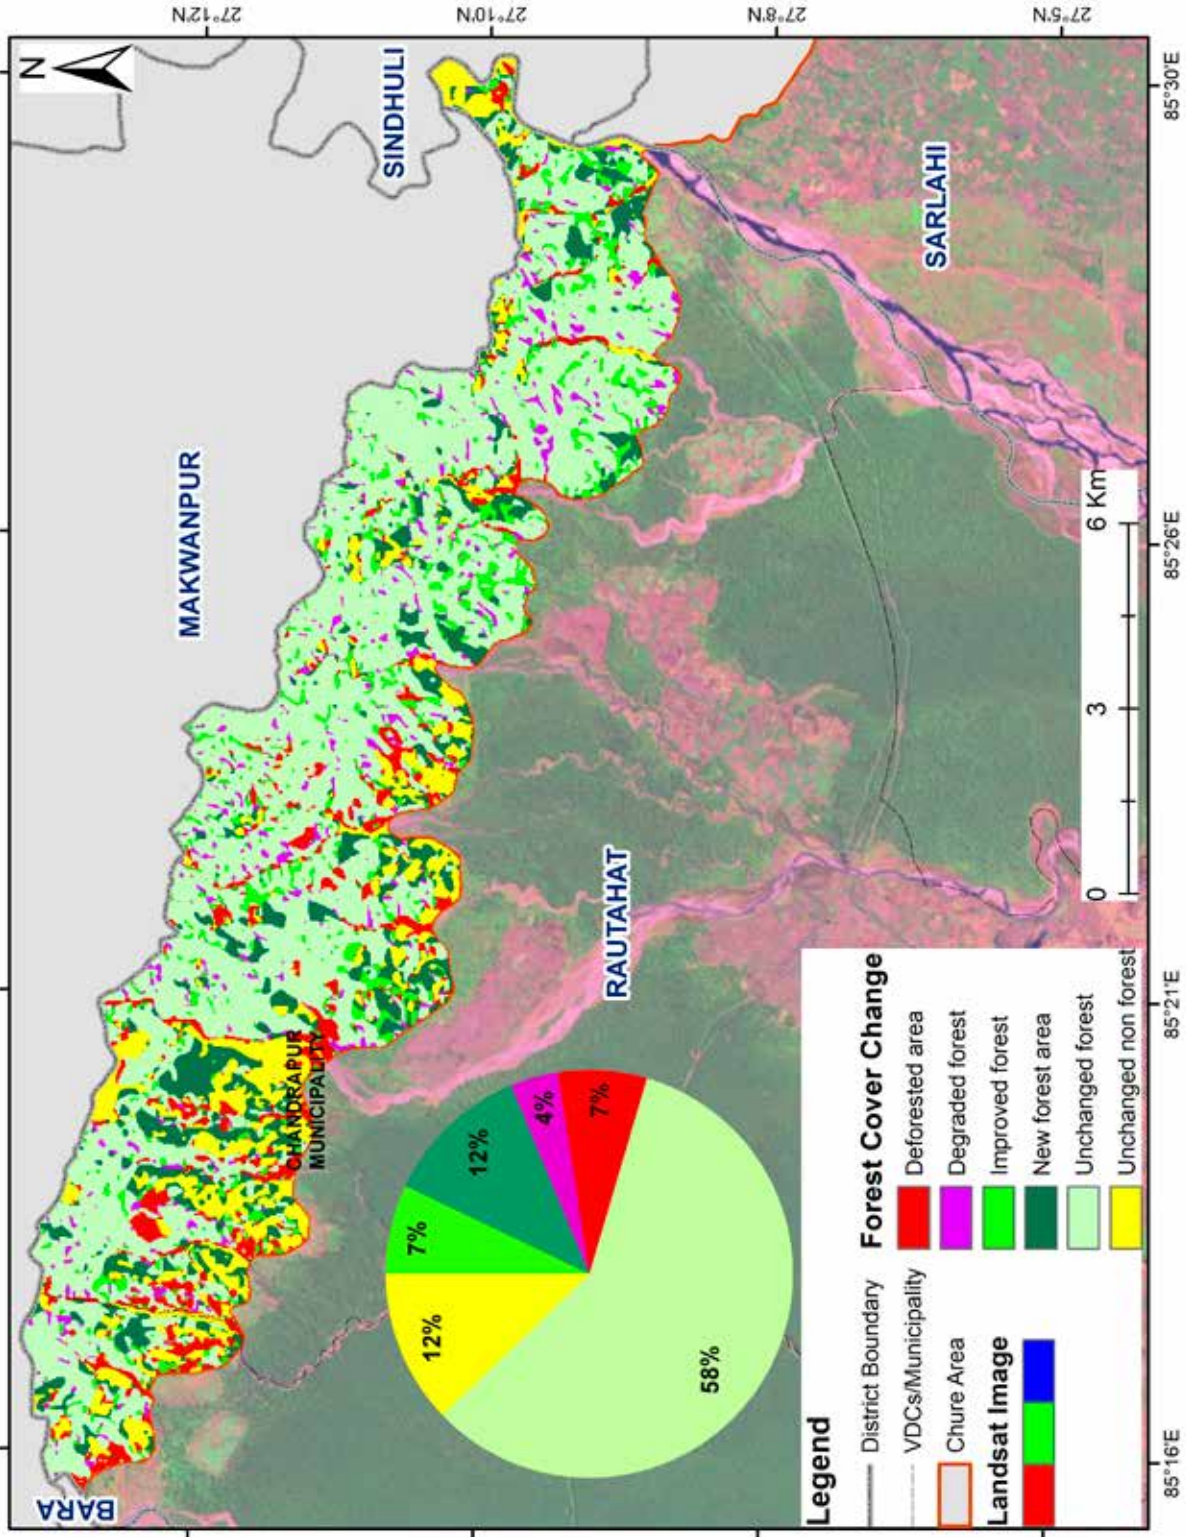 N
BARA
MAKWANPUR
SINDHULI
27°12'N
27°10'N
27°8'N
27°5'N
CHANDRAPUR
MUNICIPALITY
RAUTAHAT
SARLAHI
12%
7%
12%
4%
7%
58%
Legend
District Boundary
VDCs/Municipality
Chure Area
Landsat Image
Forest Cover Change
Deforested area
Degraded forest
Improved forest
New forest area
Unchanged forest
Unchanged non forest
0 3 6 Km
85°16'E 85°21'E 85°26'E 85°30'E